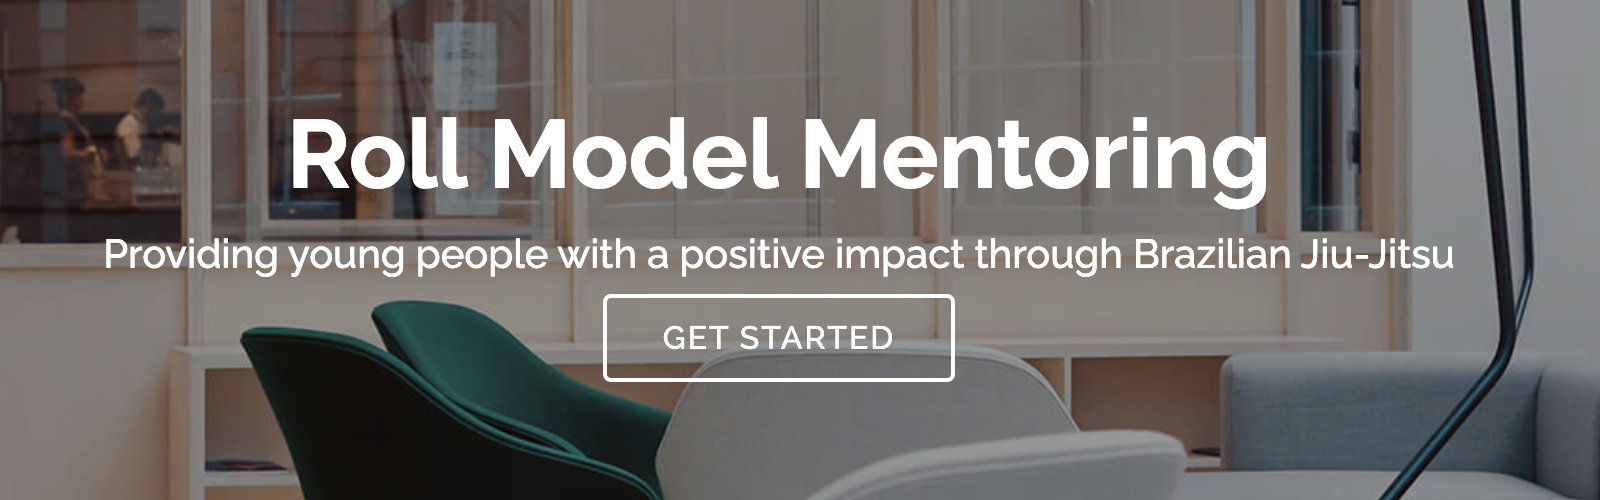 Roll Model Mentoring
Providing young people with a positive impact through Brazilian Jiu-Jitsu
GET STARTED